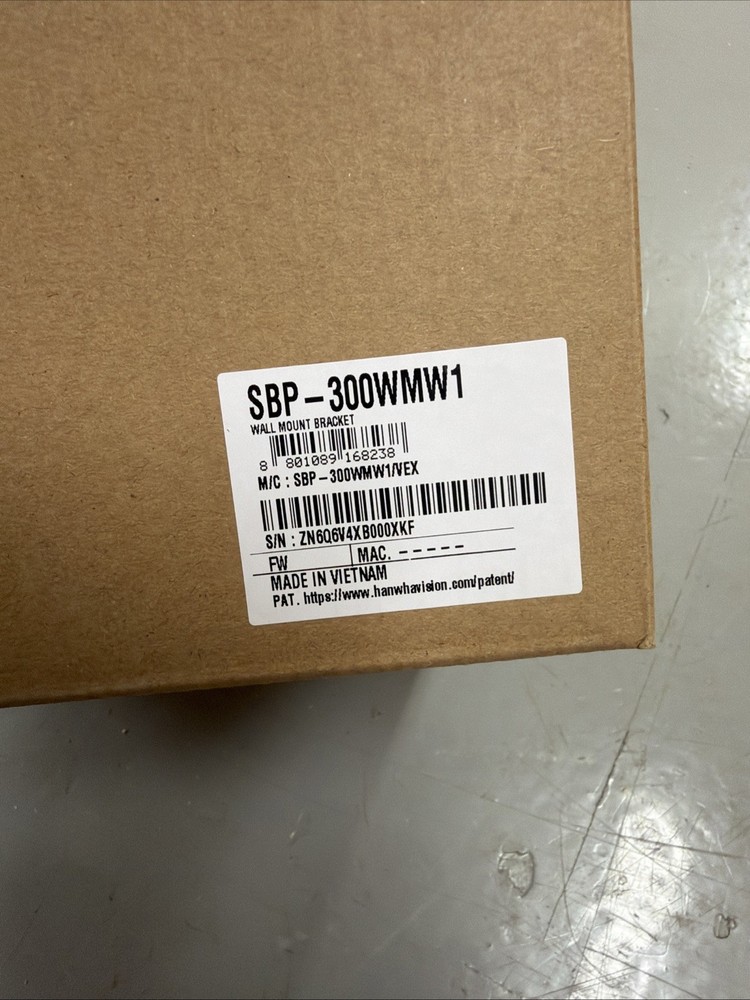 SBP-300WMW1
WALL MOUNT BRACKET
8 801089 168238
M/C : SBP-300WMW1/VEX
S/N : ZN6Q6V4XB000XKF
FW MAC. -----
MADE IN VIETNAM
PAT. https://www.hanwhavision.com/patent/